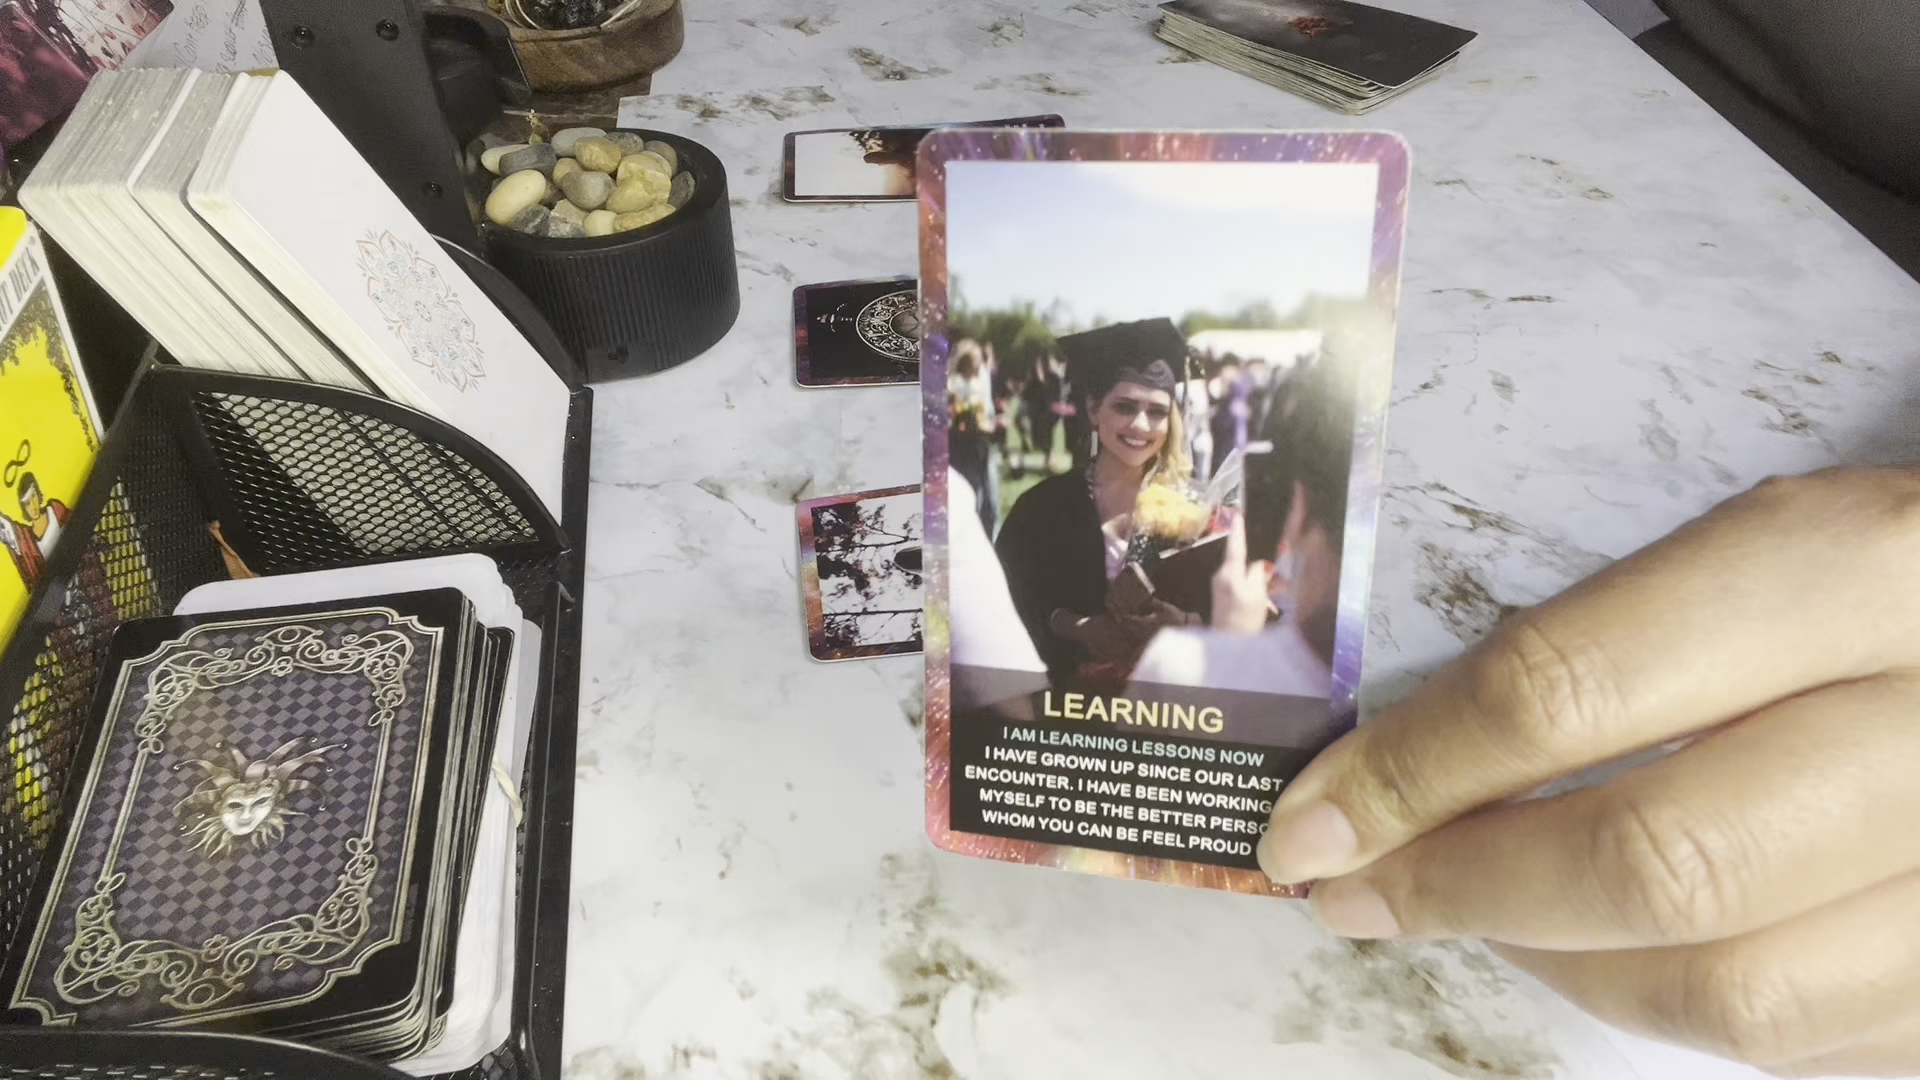 LEARNING
I AM LEARNING LESSONS NOW
I HAVE GROWN UP SINCE OUR LAST
ENCOUNTER. I HAVE BEEN WORKING
MYSELF TO BE THE BETTER
WHOM YOU CAN BE FEEL PROUD
DECK